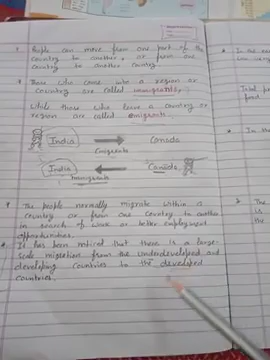 People can move from one part of the
country to another, or from one
country to another country.
Those who come into a region or
country are called immigrants,
While those who leave a country or
region are called emigrants.
India → Canada
Emigrants
India ← Canada
Immigrants
The people normally migrate within a
country or from one country to another
in search of work or better employment
opportunities.
It has been noticed that there is a large
scale migration from the underdeveloped and
developing countries to the developed
countries.